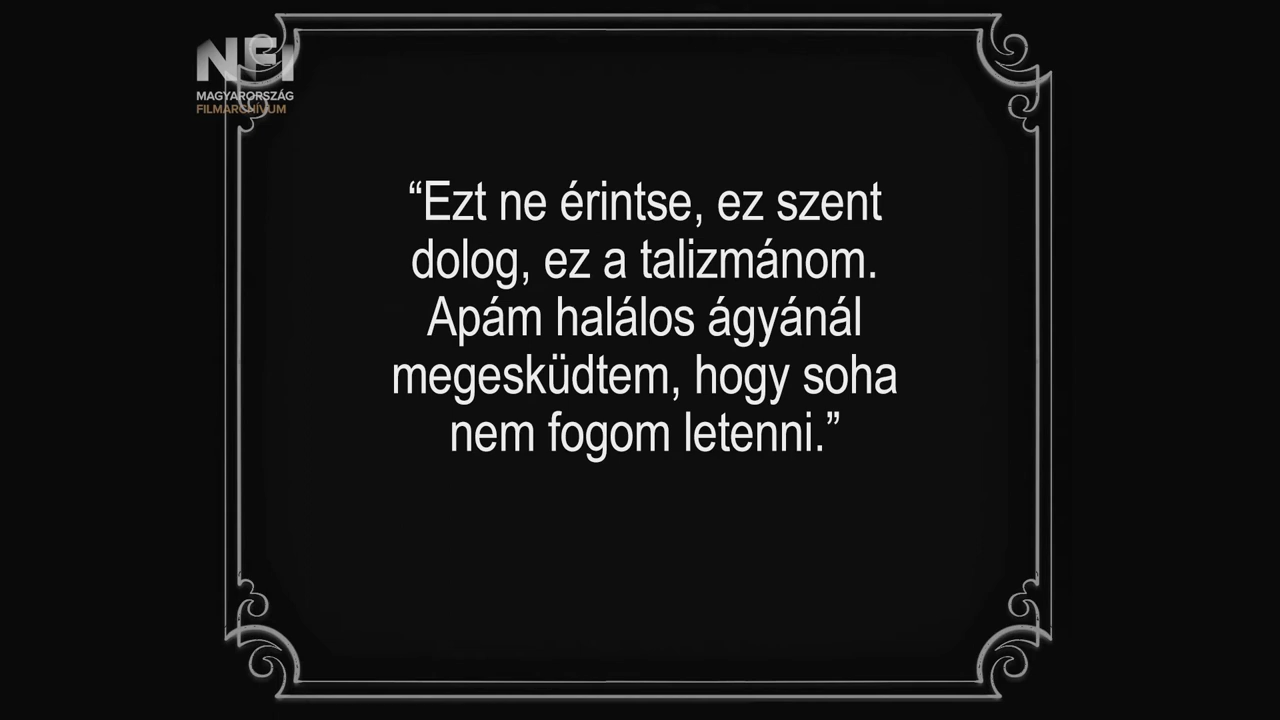 NFI
MAGYARORSZÁG
FILMARCHÍVUM
“Ezt ne érintse, ez szent
dolog, ez a talizmánom.
Apám halálos ágyánál
megesküdtem, hogy soha
nem fogom letenni.”